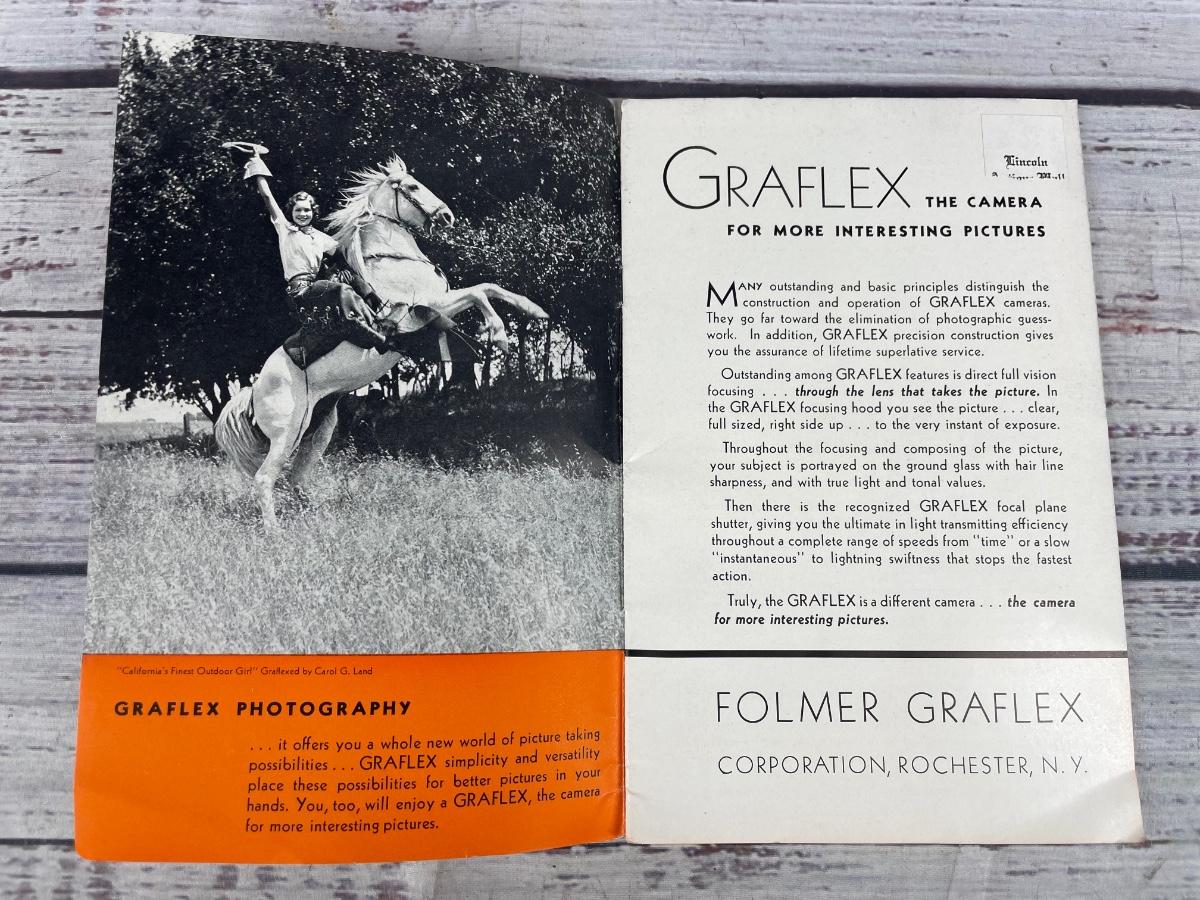 "California's Finest Outdoor Girl" Graflexed by Carol G. Land
GRAFLEX PHOTOGRAPHY
. . . it offers you a whole new world of picture taking
possibilities . . . GRAFLEX simplicity and versatility
place these possibilities for better pictures in your
hands. You, too, will enjoy a GRAFLEX, the camera
for more interesting pictures.
Lincoln
GRAFLEX THE CAMERA
FOR MORE INTERESTING PICTURES
MANY outstanding and basic principles distinguish the
construction and operation of GRAFLEX cameras.
They go far toward the elimination of photographic guess-
work. In addition, GRAFLEX precision construction gives
you the assurance of lifetime superlative service.
Outstanding among GRAFLEX features is direct full vision
focusing . . . through the lens that takes the picture. In
the GRAFLEX focusing hood you see the picture . . . clear,
full sized, right side up . . . to the very instant of exposure.
Throughout the focusing and composing of the picture,
your subject is portrayed on the ground glass with hair line
sharpness, and with true light and tonal values.
Then there is the recognized GRAFLEX focal plane
shutter, giving you the ultimate in light transmitting efficiency
throughout a complete range of speeds from "time" or a slow
"instantaneous" to lightning swiftness that stops the fastest
action.
Truly, the GRAFLEX is a different camera . . . the camera
for more interesting pictures.
FOLMER GRAFLEX
CORPORATION, ROCHESTER, N. Y.